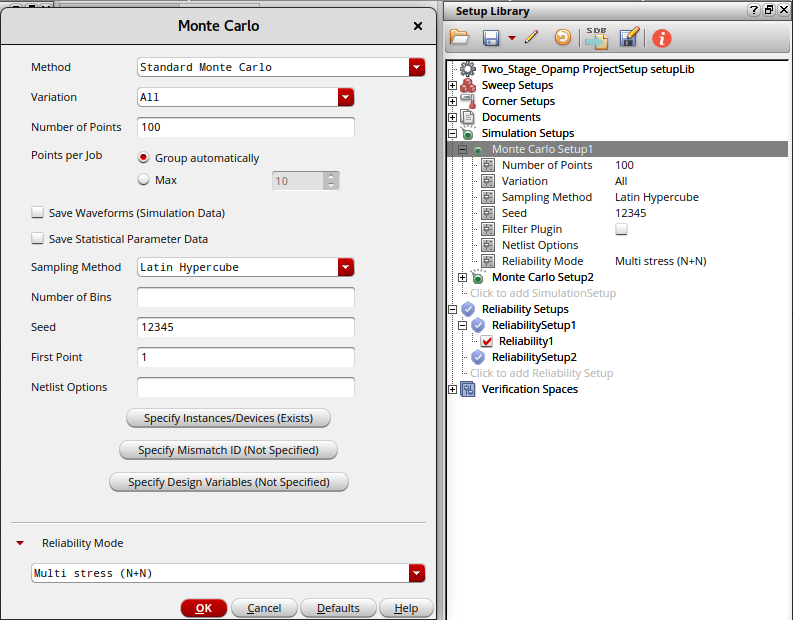 Monte Carlo
Method
Standard Monte Carlo
Variation
All
Number of Points
100
Points per Job
Group automatically
Max
10
Save Waveforms (Simulation Data)
Save Statistical Parameter Data
Sampling Method
Latin Hypercube
Number of Bins
Seed
12345
First Point
1
Netlist Options
Specify Instances/Devices (Exists)
Specify Mismatch ID (Not Specified)
Specify Design Variables (Not Specified)
Reliability Mode
Multi stress (N+N)
OK
Cancel
Defaults
Help
Setup Library
SDB
Two_Stage_Opamp ProjectSetup setupLib
Sweep Setups
Corner Setups
Documents
Simulation Setups
Monte Carlo Setup1
Number of Points 100
Variation All
Sampling Method Latin Hypercube
Seed 12345
Filter Plugin
Netlist Options
Reliability Mode Multi stress (N+N)
Monte Carlo Setup2
Click to add SimulationSetup
Reliability Setups
ReliabilitySetup1
Reliability1
ReliabilitySetup2
Click to add Reliability Setup
Verification Spaces